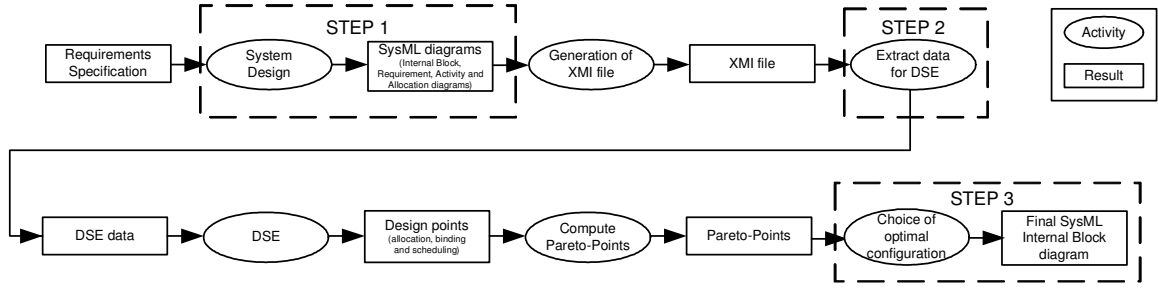 STEP 1
Requirements
Specification
System
Design
SysML diagrams
(Internal Block,
Requirement, Activity and
Allocation diagrams)
Generation of
XMI file
XMI file
STEP 2
Extract data
for DSE
Activity
Result
DSE data
DSE
Design points
(allocation, binding
and scheduling)
Compute
Pareto-Points
Pareto-Points
STEP 3
Choice of
optimal
configuration
Final SysML
Internal Block
diagram